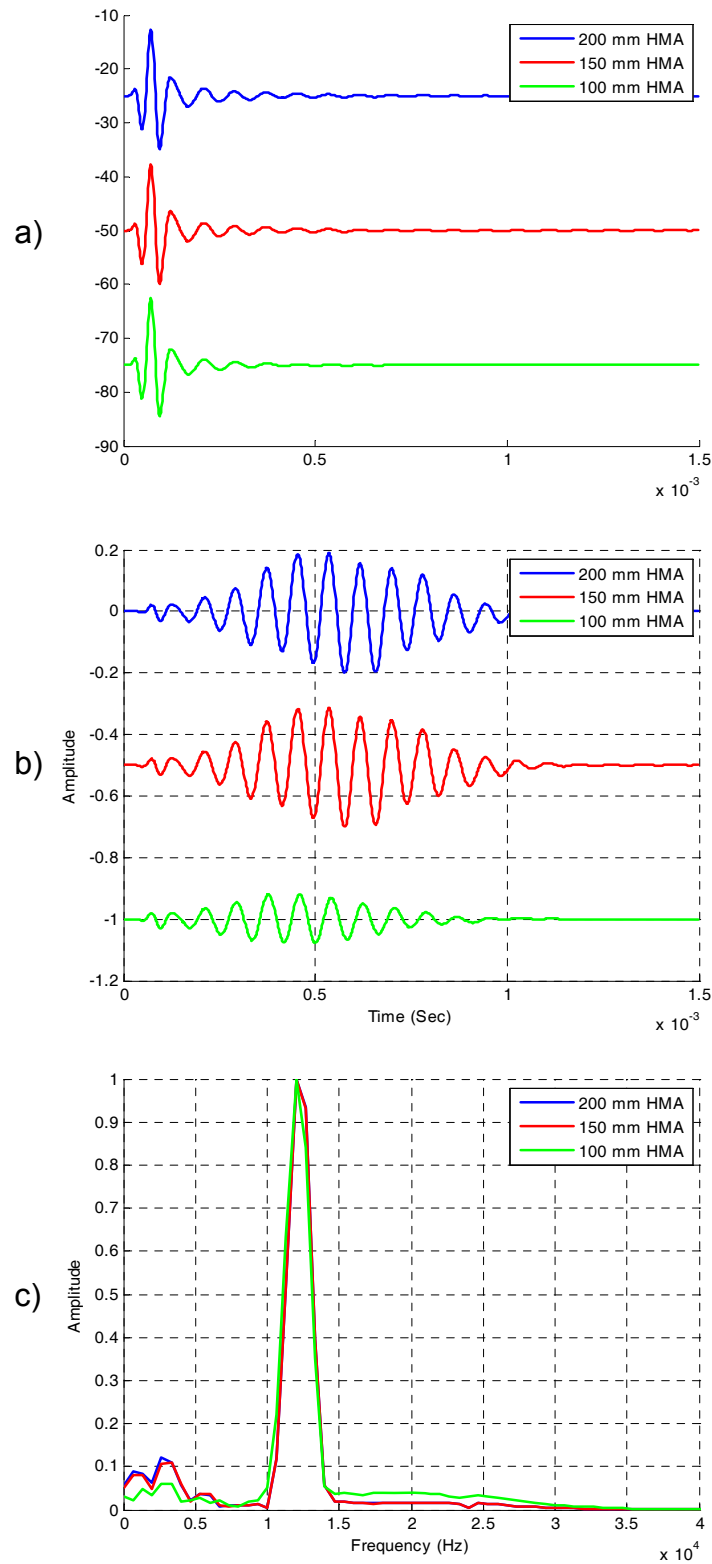 a)
-10
-20
-30
-40
-50
-60
-70
-80
-90
200 mm HMA
150 mm HMA
100 mm HMA
0
0.5
1
1.5
x 10^-3
b)
Amplitude
0.2
0
-0.2
-0.4
-0.6
-0.8
-1
-1.2
200 mm HMA
150 mm HMA
100 mm HMA
0
0.5
1
1.5
Time (Sec)
x 10^-3
c)
Amplitude
1
0.9
0.8
0.7
0.6
0.5
0.4
0.3
0.2
0.1
0
200 mm HMA
150 mm HMA
100 mm HMA
0
0.5
1
1.5
2
2.5
3
3.5
4
Frequency (Hz)
x 10^4